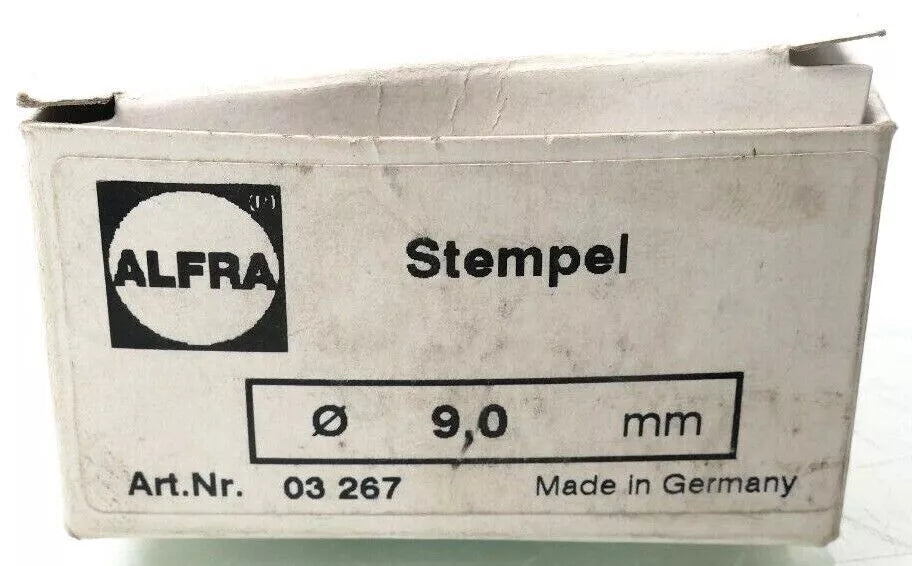 ALFRA
Stempel
Ø 9,0 mm
Art.Nr. 03 267 Made in Germany